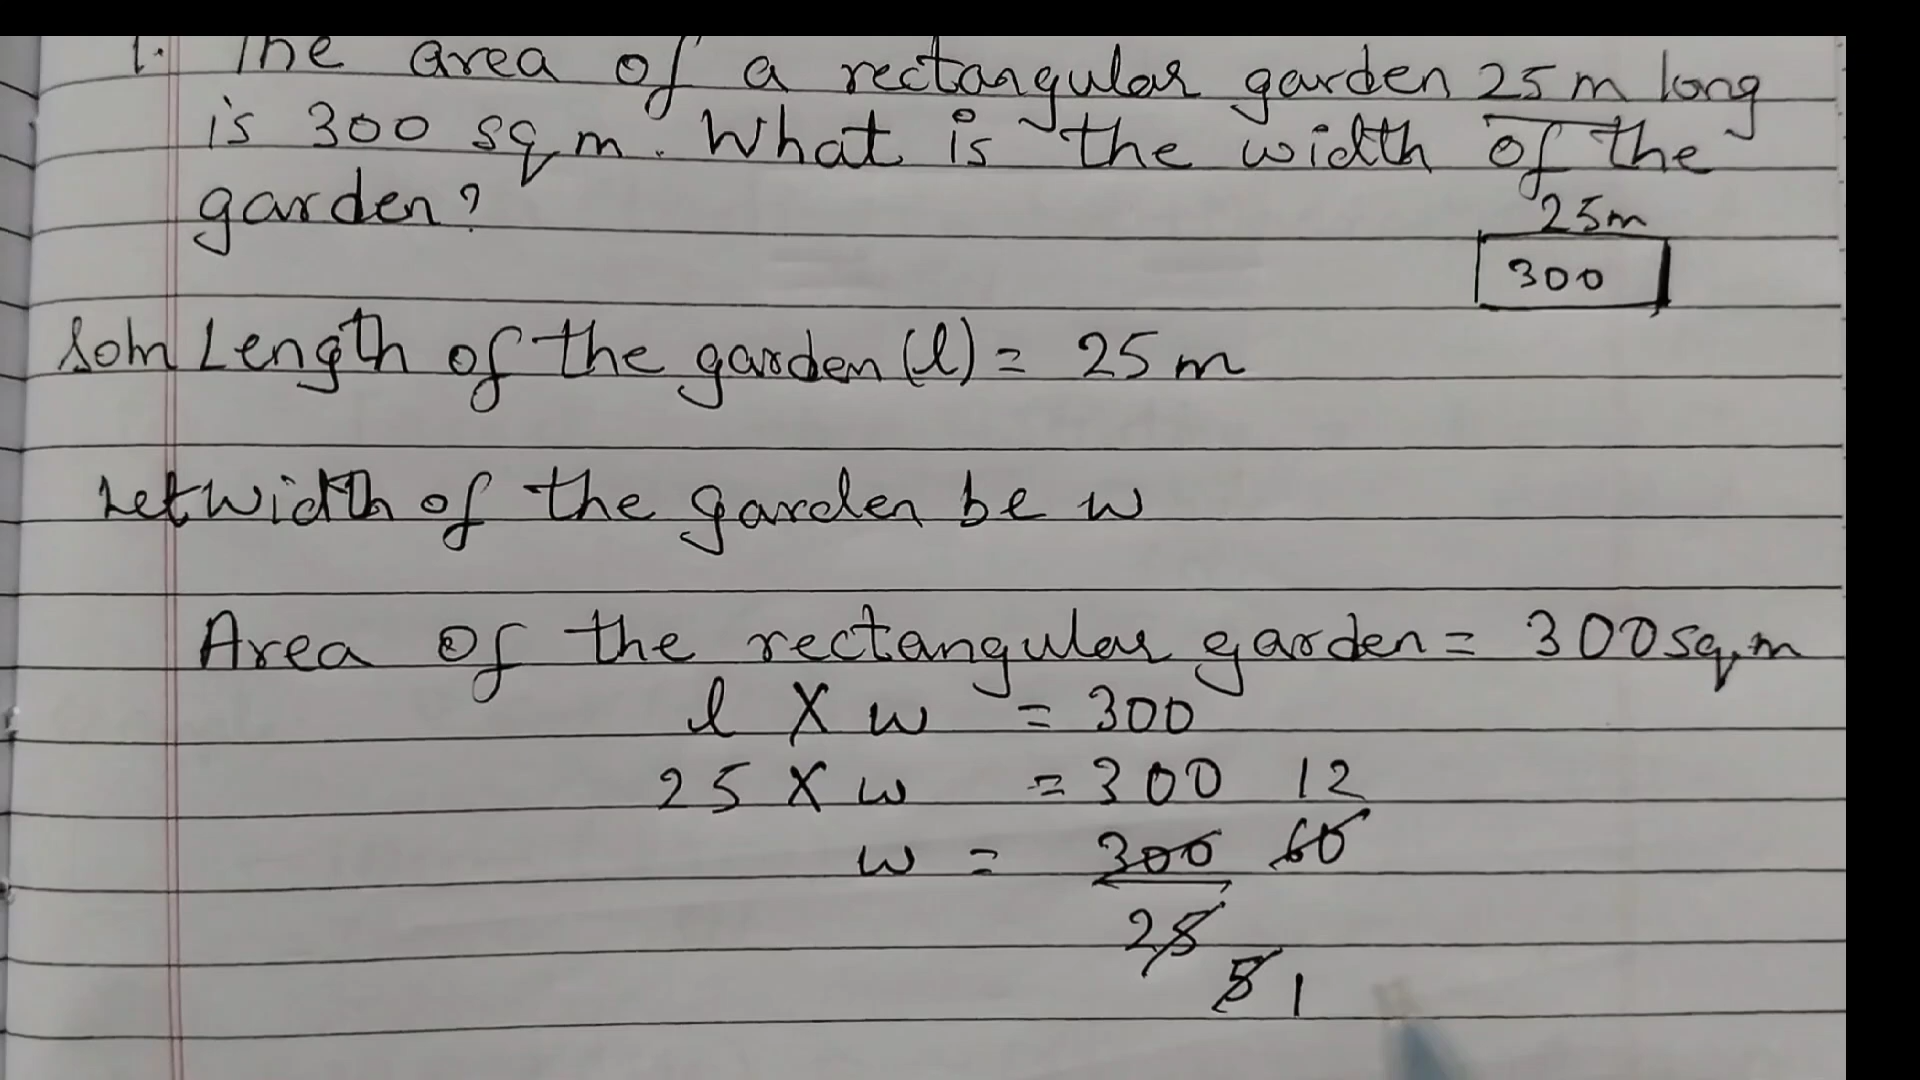 1. The area of a rectangular garden 25 m long
is 300 sq m. What is the width of the
garden?
25m
300
Soln Length of the garden (l) = 25 m
Let width of the garden be w
Area of the rectangular garden = 300 sq m
l X w = 300
25 X w = 300 12
w = 300 60
25
5 1